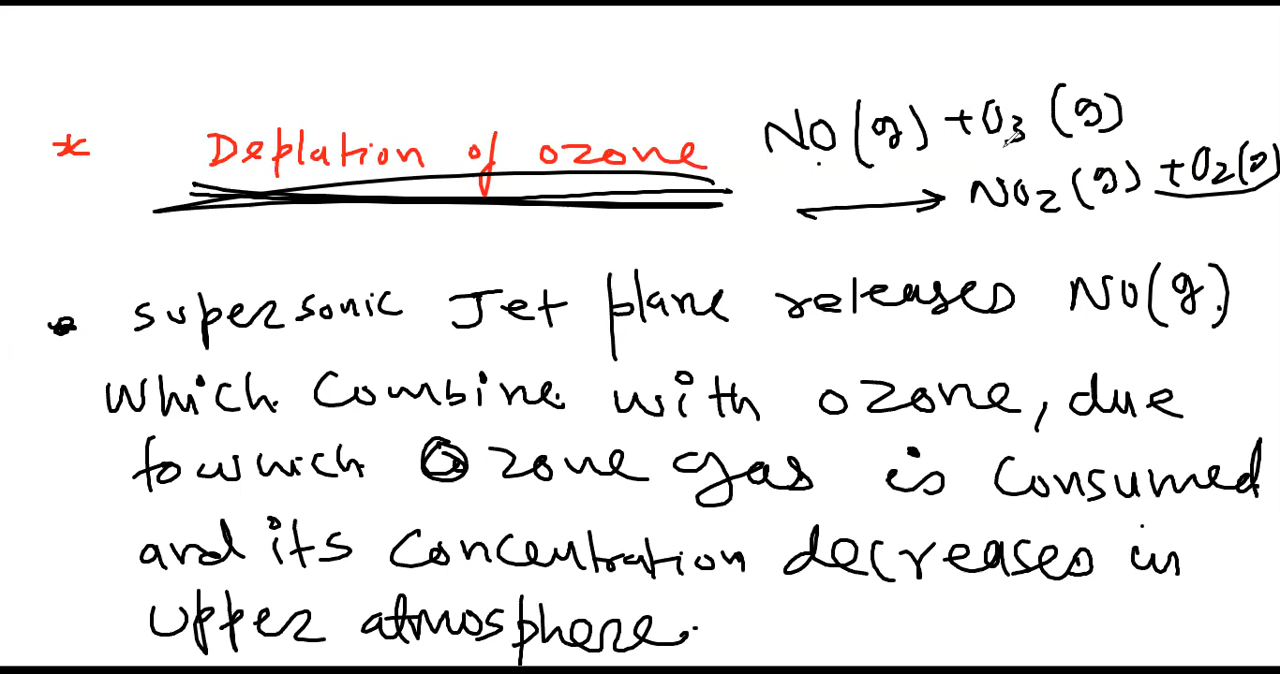 * Deplation of ozone
NO(g) + O3 (g)
→ NO2(g) + O2(g)
• supersonic Jet plane releases NO(g).
which combine with ozone, due
to which Ozone gas is consumed
and its concentration decreases in
upper atmosphere.